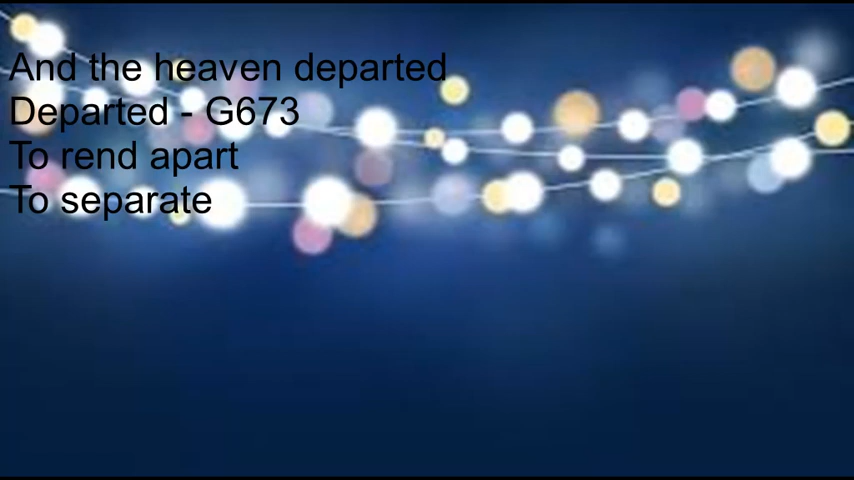 And the heaven departed
Departed - G673
To rend apart
To separate